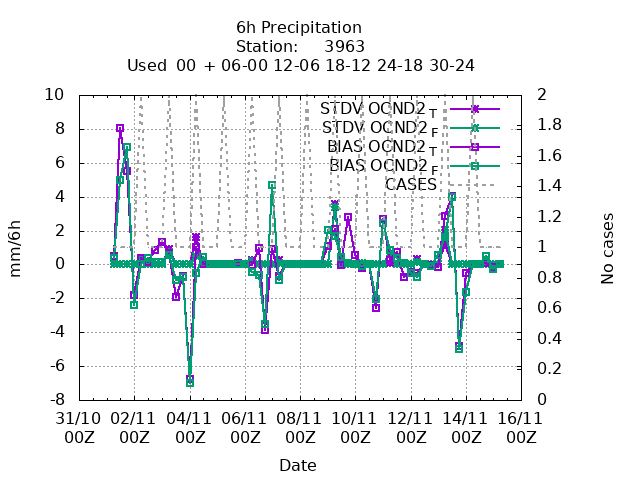 6h Precipitation
Station: 3963
Used 00 + 06-00 12-06 18-12 24-18 30-24
STDV OCND2 T
STDV OCND2 F
BIAS OCND2 T
BIAS OCND2 F
CASES
mm/6h
10
8
6
4
2
0
-2
-4
-6
-8
No cases
2
1.8
1.6
1.4
1.2
1
0.8
0.6
0.4
0.2
0
31/10 02/11 04/11 06/11 08/11 10/11 12/11 14/11 16/11
00Z 00Z 00Z 00Z 00Z 00Z 00Z 00Z 00Z
Date